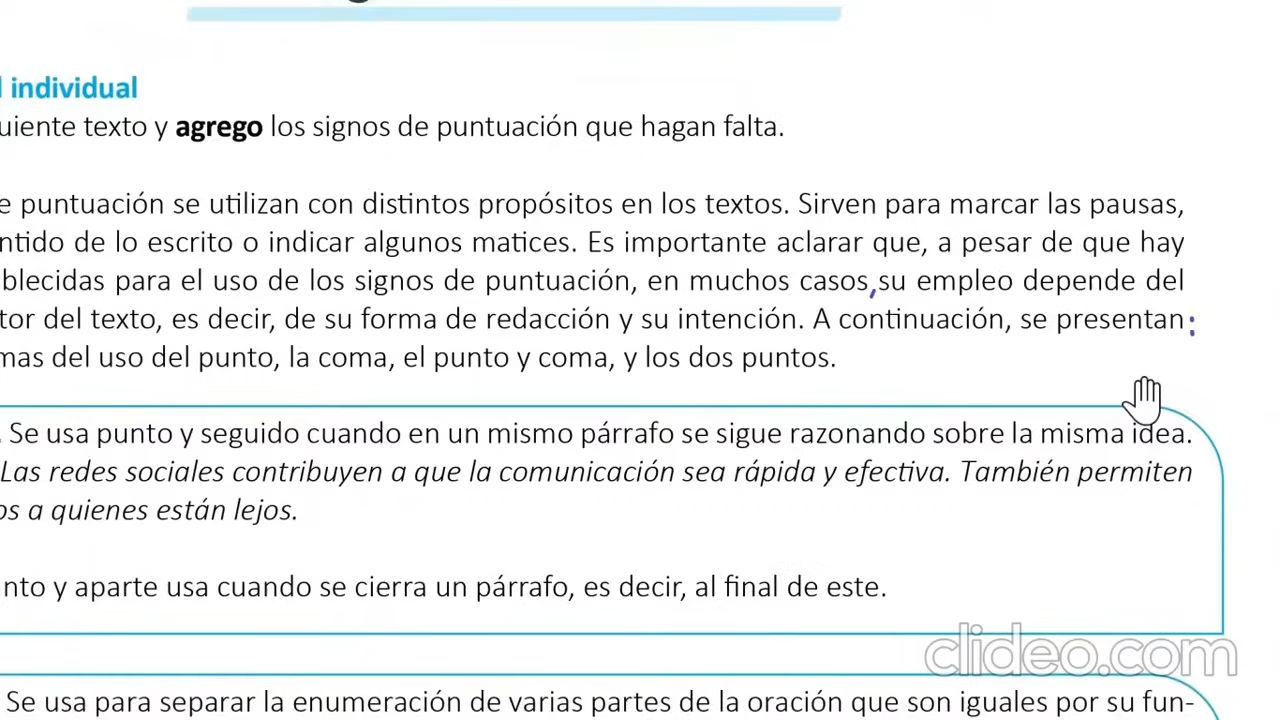 individual
texto y agrego los signos de puntuación que hagan falta.
puntuación se utilizan con distintos propósitos en los textos. Sirven para marcar las pausas,
de lo escrito o indicar algunos matices. Es importante aclarar que, a pesar de que hay
para el uso de los signos de puntuación, en muchos casos, su empleo depende del
del texto, es decir, de su forma de redacción y su intención. A continuación, se presentan:
del uso del punto, la coma, el punto y coma, y los dos puntos.
Se usa punto y seguido cuando en un mismo párrafo se sigue razonando sobre la misma idea.
Las redes sociales contribuyen a que la comunicación sea rápida y efectiva. También permiten
a quienes están lejos.
y aparte usa cuando se cierra un párrafo, es decir, al final de este.
clideo.com
Se usa para separar la enumeración de varias partes de la oración que son iguales por su fun-